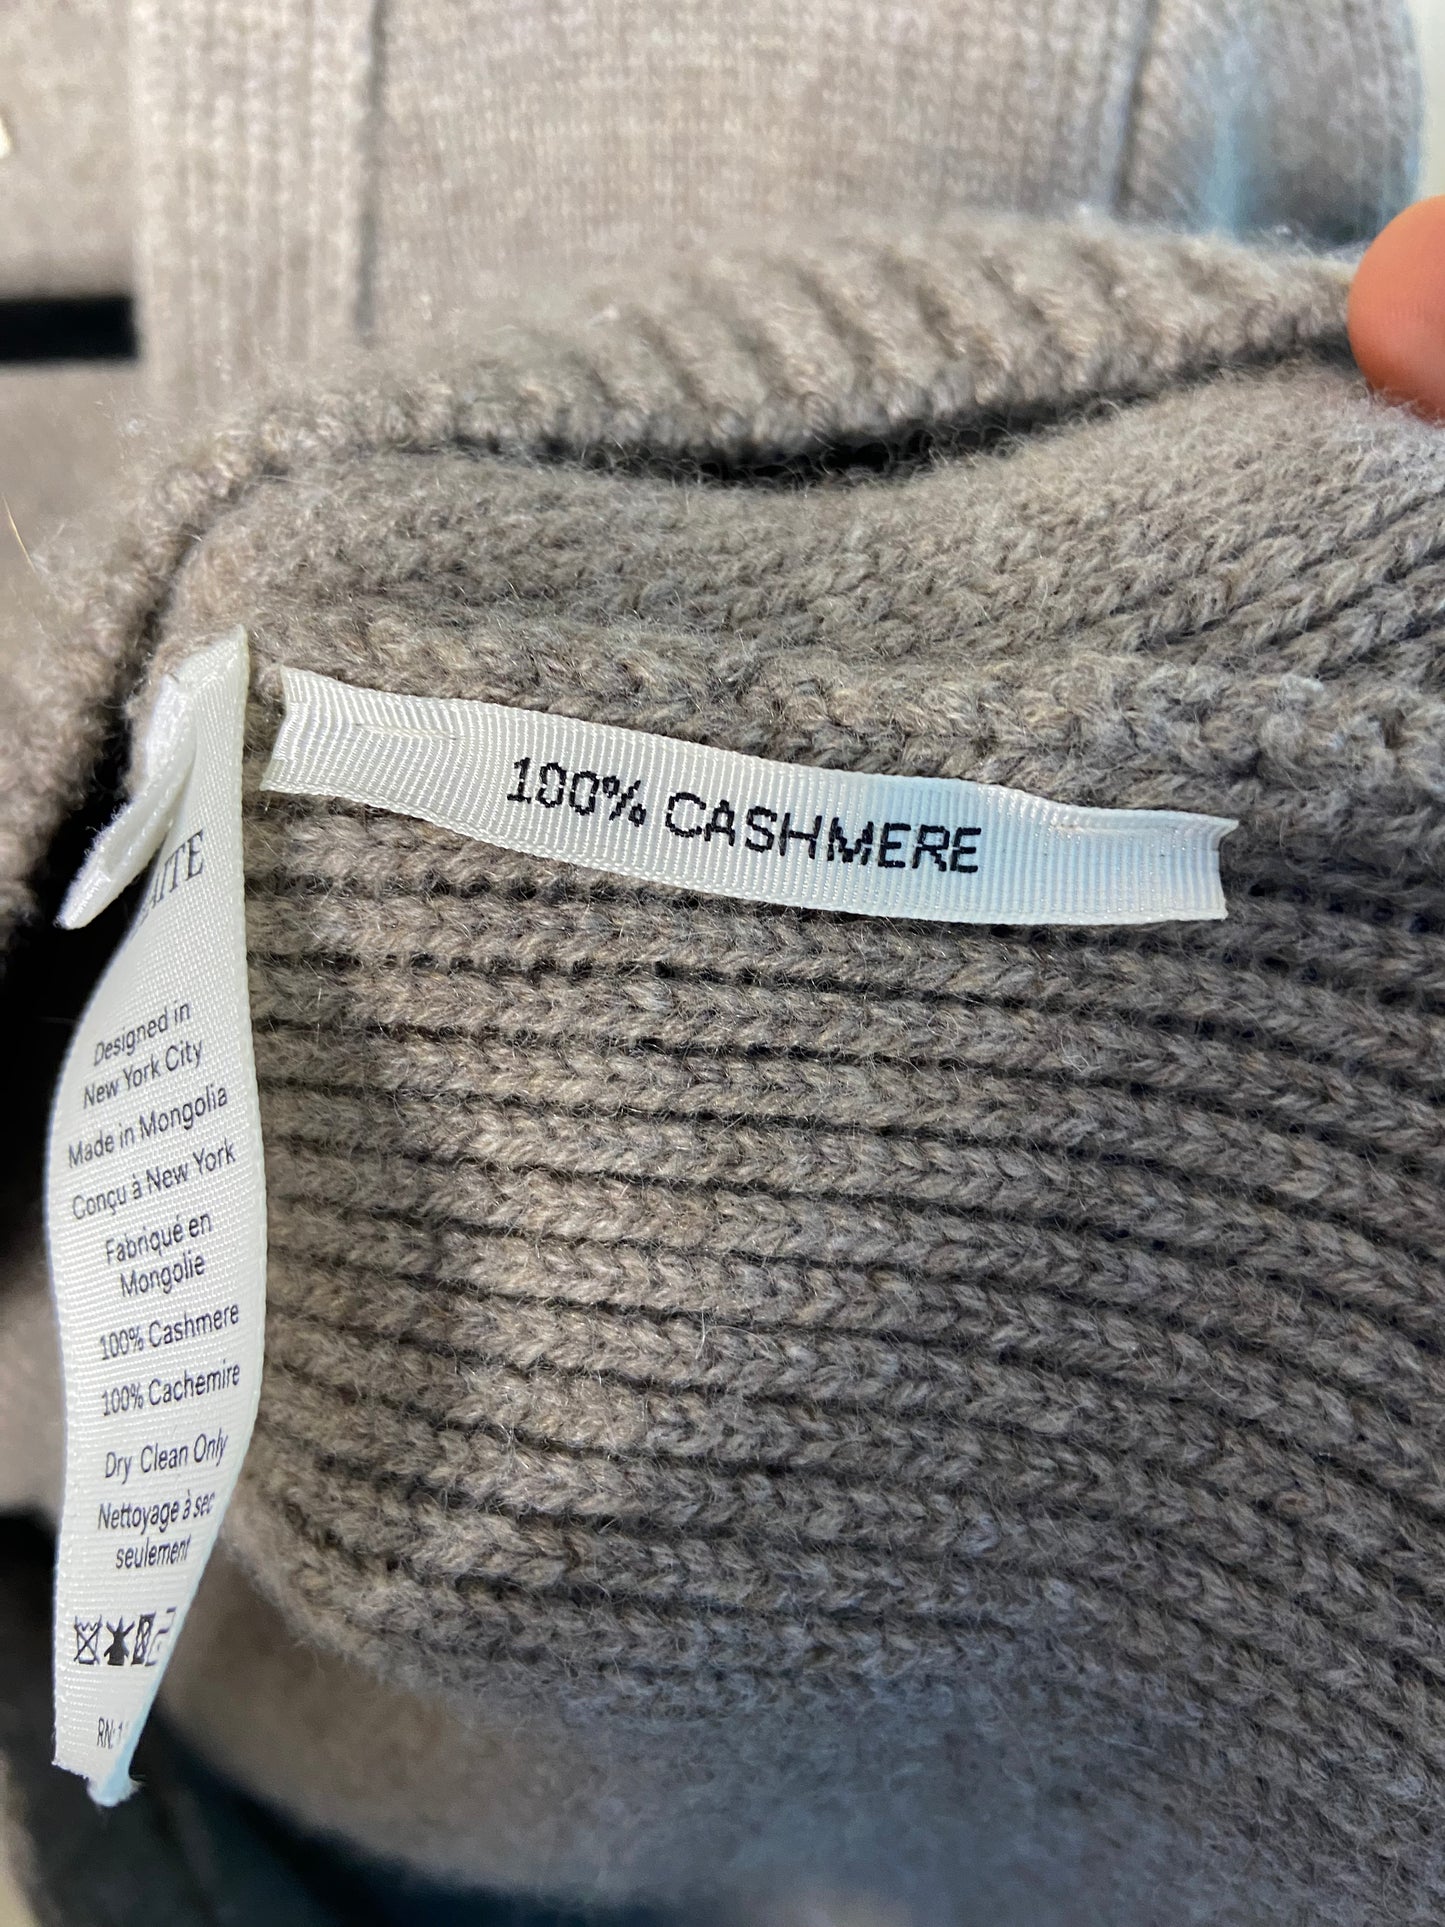 100% CASHMERE
Designed in
New York City
Made in Mongolia
Conçu à New York
Fabriqué en
Mongolie
100% Cashmere
100% Cachemire
Dry Clean Only
Nettoyage à sec
seulement
RN: